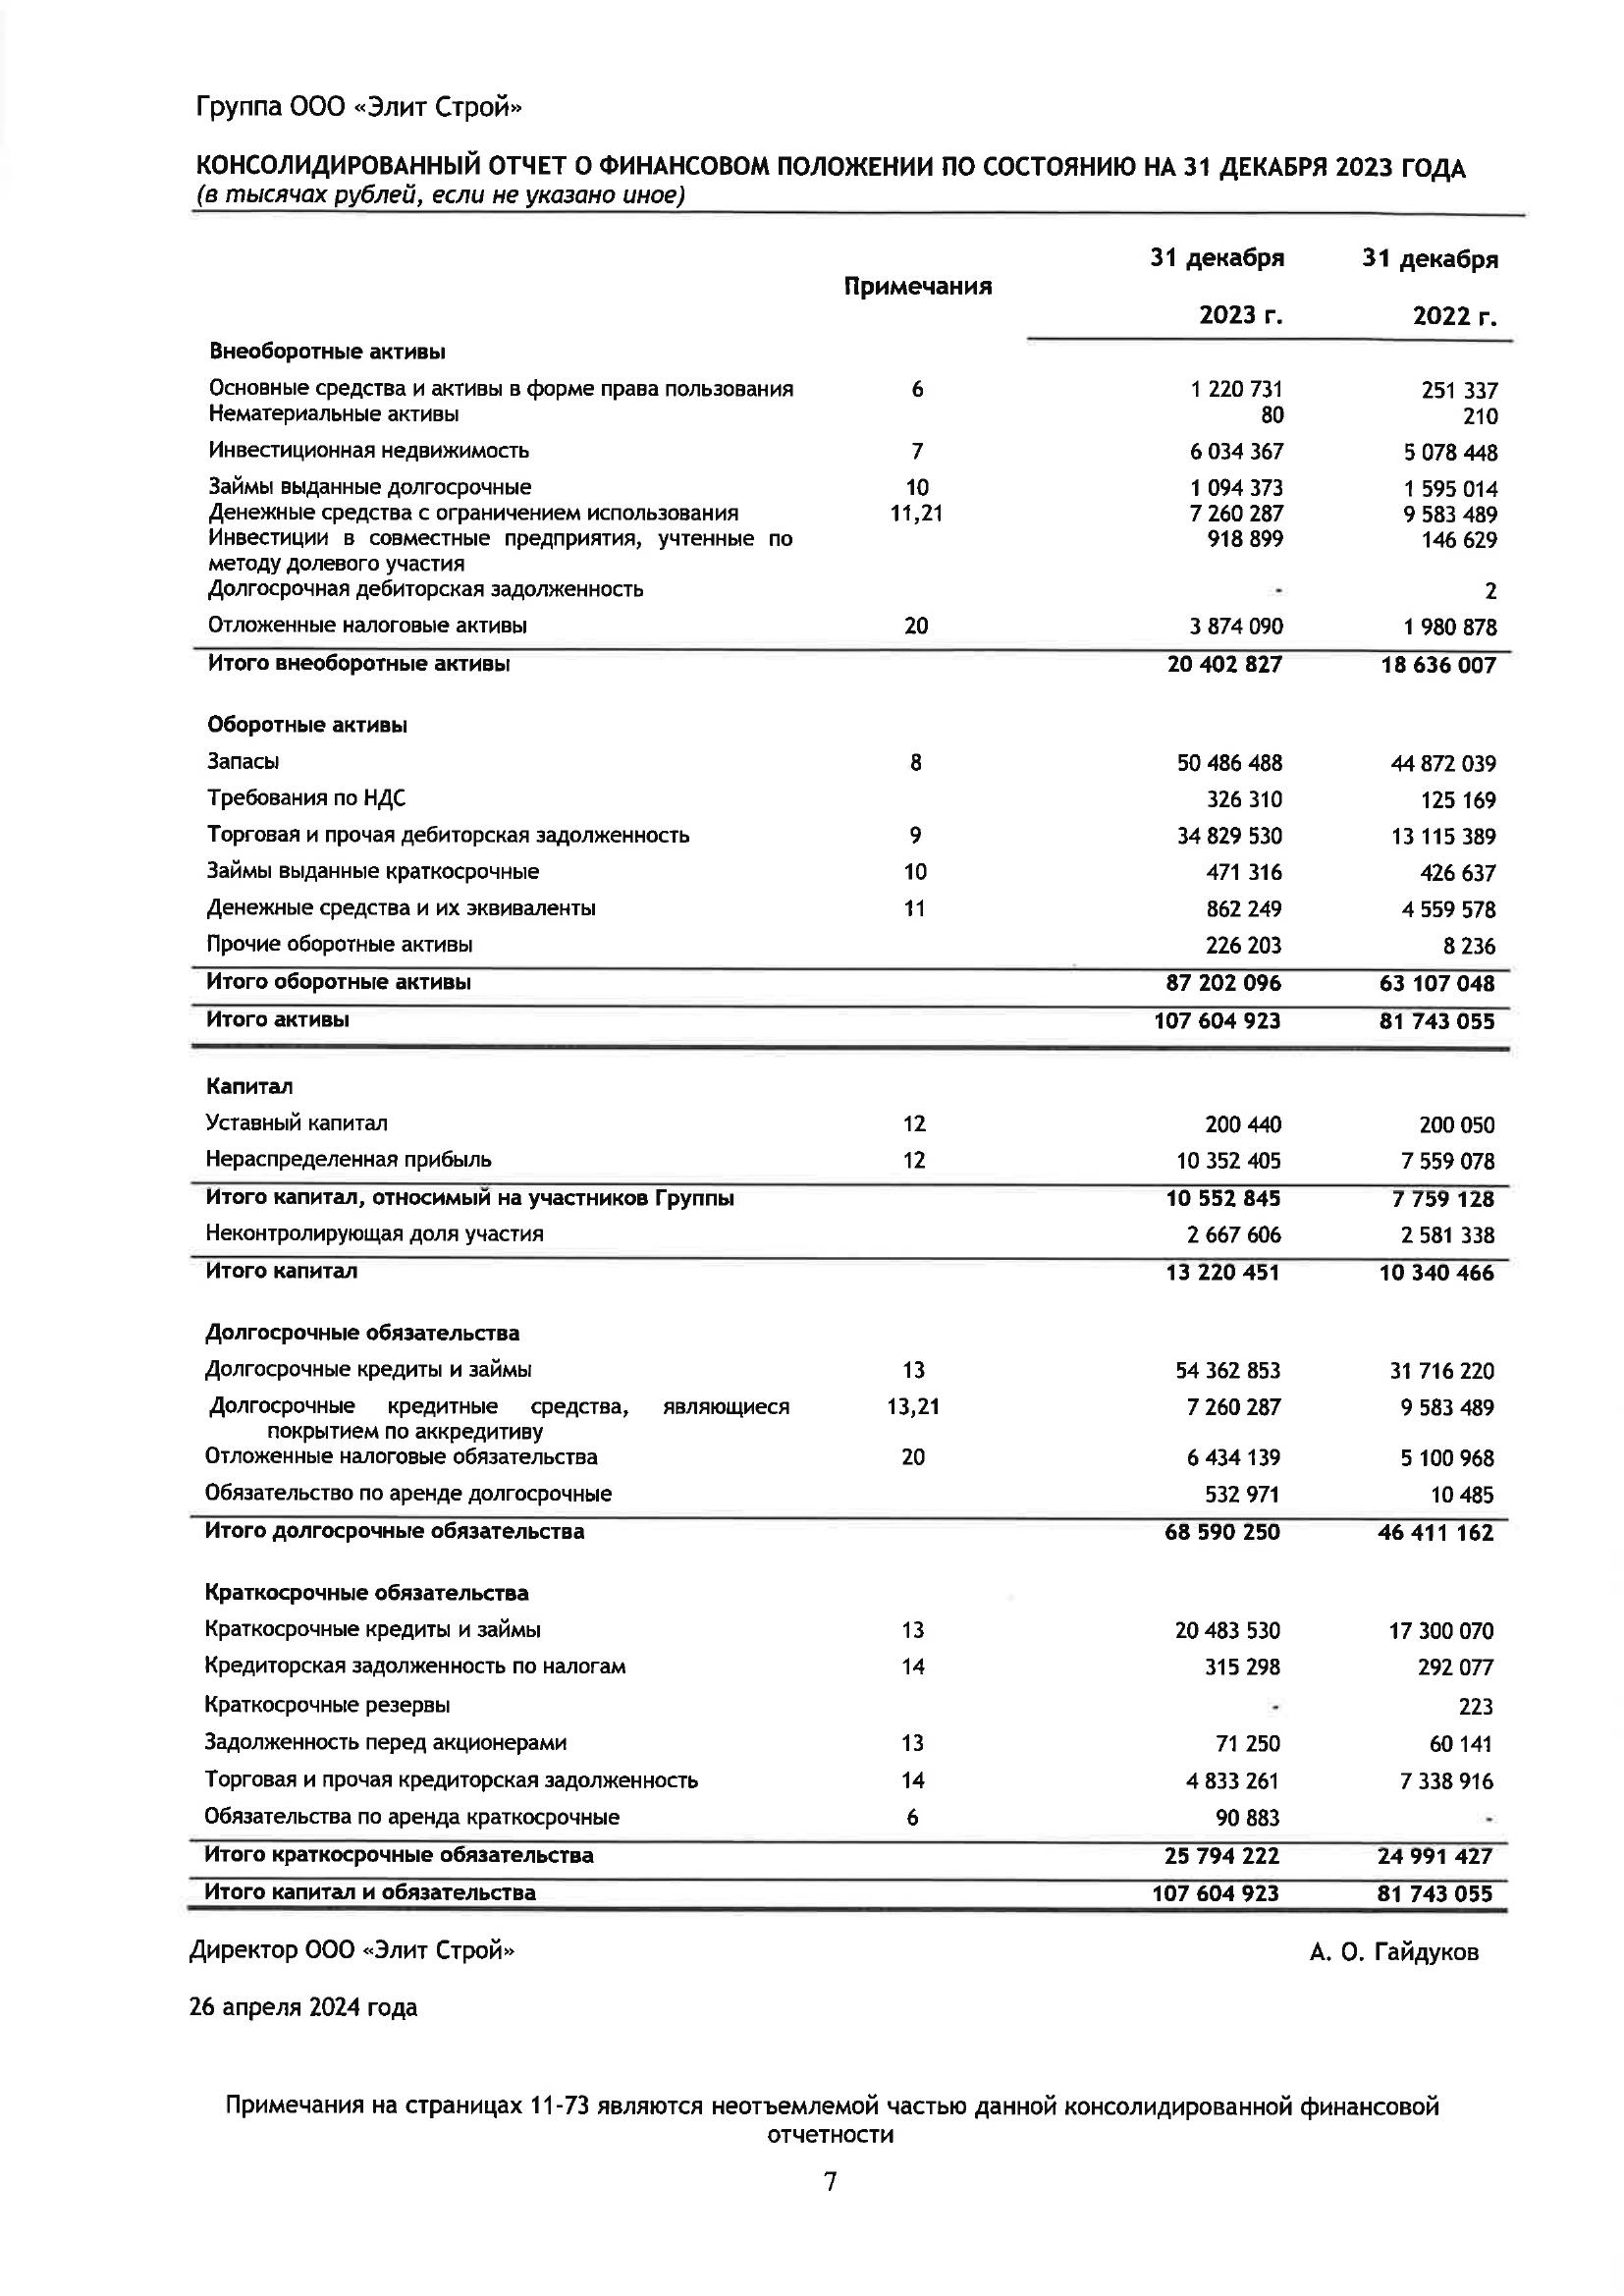 Группа ООО «Элит Строй»
КОНСОЛИДИРОВАННЫЙ ОТЧЕТ О ФИНАНСОВОМ ПОЛОЖЕНИИ ПО СОСТОЯНИЮ НА 31 ДЕКАБРЯ 2023 ГОДА
(в тысячах рублей, если не указано иное)
31 декабря 31 декабря
Примечания
2023 г. 2022 г.
Внеоборотные активы
Основные средства и активы в форме права пользования 6 1 220 731 251 337
Нематериальные активы 80 210
Инвестиционная недвижимость 7 6 034 367 5 078 448
Займы выданные долгосрочные 10 1 094 373 1 595 014
Денежные средства с ограничением использования 11,21 7 260 287 9 583 489
Инвестиции в совместные предприятия, учтенные по 918 899 146 629
методу долевого участия
Долгосрочная дебиторская задолженность - 2
Отложенные налоговые активы 20 3 874 090 1 980 878
Итого внеоборотные активы 20 402 827 18 636 007
Оборотные активы
Запасы 8 50 486 488 44 872 039
Требования по НДС 326 310 125 169
Торговая и прочая дебиторская задолженность 9 34 829 530 13 115 389
Займы выданные краткосрочные 10 471 316 426 637
Денежные средства и их эквиваленты 11 862 249 4 559 578
Прочие оборотные активы 226 203 8 236
Итого оборотные активы 87 202 096 63 107 048
Итого активы 107 604 923 81 743 055
Капитал
Уставный капитал 12 200 440 200 050
Нераспределенная прибыль 12 10 352 405 7 559 078
Итого капитал, относимый на участников Группы 10 552 845 7 759 128
Неконтролирующая доля участия 2 667 606 2 581 338
Итого капитал 13 220 451 10 340 466
Долгосрочные обязательства
Долгосрочные кредиты и займы 13 54 362 853 31 716 220
Долгосрочные кредитные средства, являющиеся 13,21 7 260 287 9 583 489
покрытием по аккредитиву
Отложенные налоговые обязательства 20 6 434 139 5 100 968
Обязательство по аренде долгосрочные 532 971 10 485
Итого долгосрочные обязательства 68 590 250 46 411 162
Краткосрочные обязательства
Краткосрочные кредиты и займы 13 20 483 530 17 300 070
Кредиторская задолженность по налогам 14 315 298 292 077
Краткосрочные резервы - 223
Задолженность перед акционерами 13 71 250 60 141
Торговая и прочая кредиторская задолженность 14 4 833 261 7 338 916
Обязательства по аренда краткосрочные 6 90 883 -
Итого краткосрочные обязательства 25 794 222 24 991 427
Итого капитал и обязательства 107 604 923 81 743 055
Директор ООО «Элит Строй» А. О. Гайдуков
26 апреля 2024 года
Примечания на страницах 11-73 являются неотъемлемой частью данной консолидированной финансовой
отчетности
7